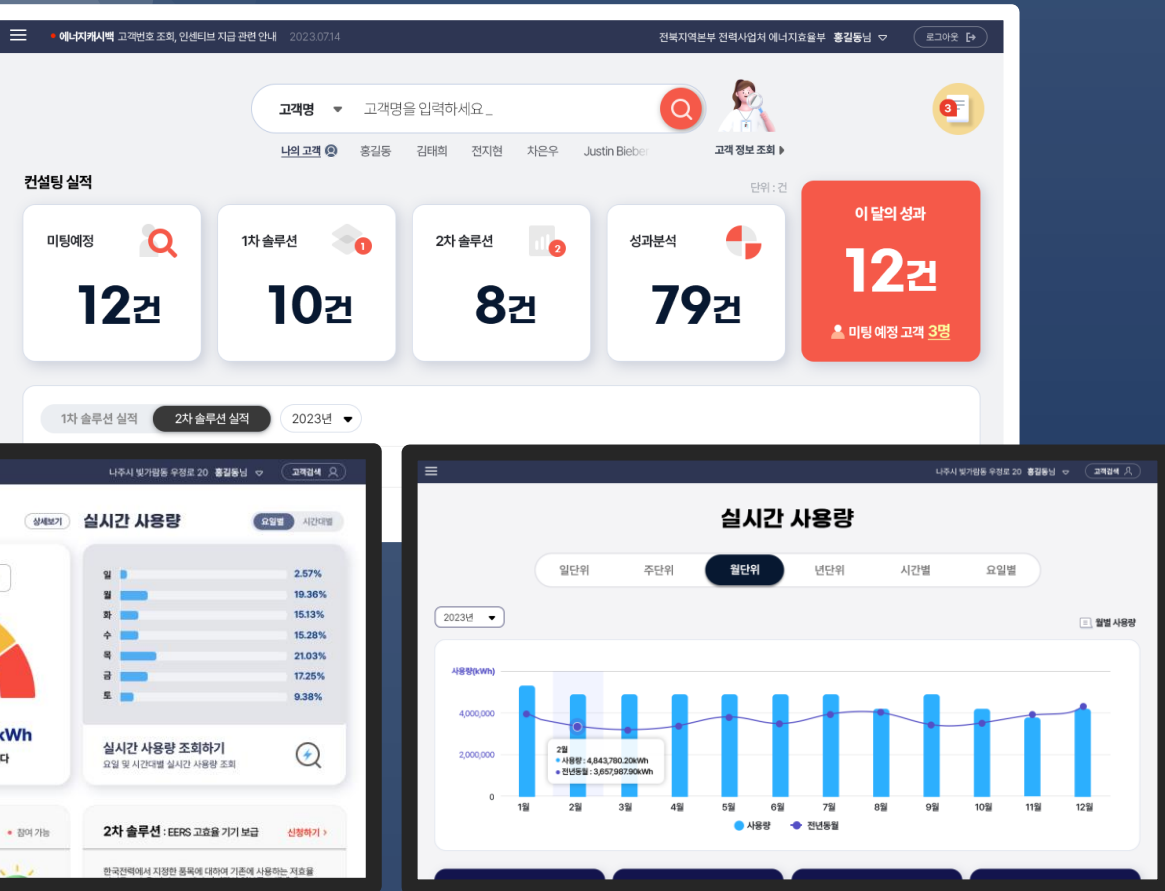 에너지캐시백 고객번호 조회, 인센티브 지급 관련 안내 2023.07.14
전북지역본부 전력사업처 에너지효율부 홍길동님
로그아웃
고객명 고객명을 입력하세요_
3
나의 고객 홍길동 김태희 전지현 차은우 Justin Bieber
고객 정보 조회
컨설팅 실적
단위 : 건
미팅예정
12건
1차 솔루션
1
10건
2차 솔루션
2
8건
성과분석
79건
이 달의 성과
12건
미팅 예정 고객 3명
1차 솔루션 실적 2차 솔루션 실적 2023년
나주시 빛가람동 우정로 20 홍길동님 고객검색
상세보기
실시간 사용량
요일별 시간대별
일 2.57%
월 19.36%
화 15.13%
수 15.28%
목 21.03%
금 17.25%
토 9.38%
Wh
다
실시간 사용량 조회하기
요일 및 시간대별 실시간 사용량 조회
참여 가능
2차 솔루션 : EERS 고효율 기기 보급 신청하기 >
한국전력에서 지정한 품목에 대하여 기존에 사용하는 저효율
나주시 빛가람동 우정로 20 홍길동님 고객검색
실시간 사용량
일단위 주단위 월단위 년단위 시간별 요일별
2023년
월별 사용량
사용량(kWh)
4,000,000
2,000,000
0
2월
사용량 : 4,843,780.20kWh
전년동월 : 3,657,987.90kWh
1월 2월 3월 4월 5월 6월 7월 8월 9월 10월 11월 12월
사용량 전년동월